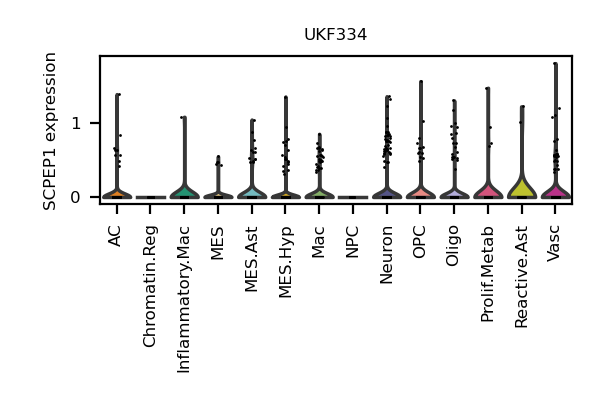 UKF334
SCPEP1 expression
1
0
AC
Chromatin.Reg
Inflammatory.Mac
MES
MES.Ast
MES.Hyp
Mac
NPC
Neuron
OPC
Oligo
Prolif.Metab
Reactive.Ast
Vasc